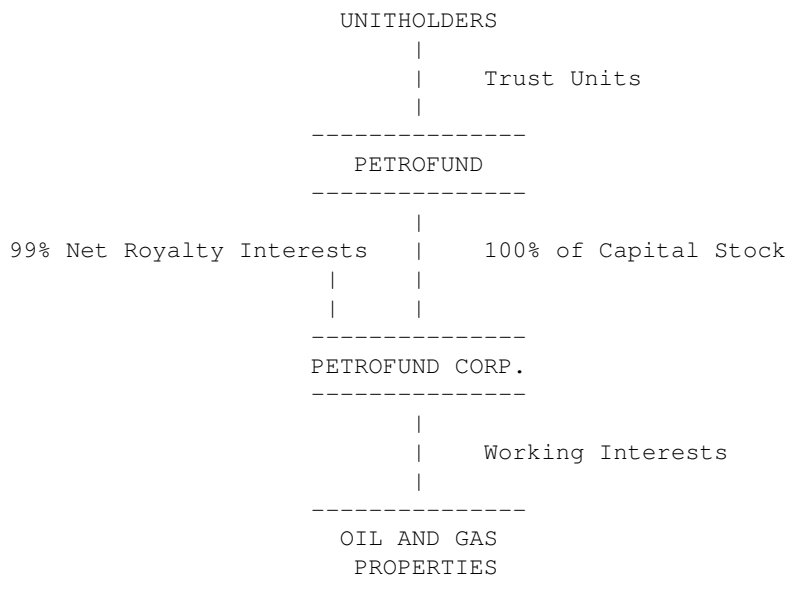 UNITHOLDERS
Trust Units
PETROFUND
99% Net Royalty Interests 100% of Capital Stock
PETROFUND CORP.
Working Interests
OIL AND GAS
PROPERTIES